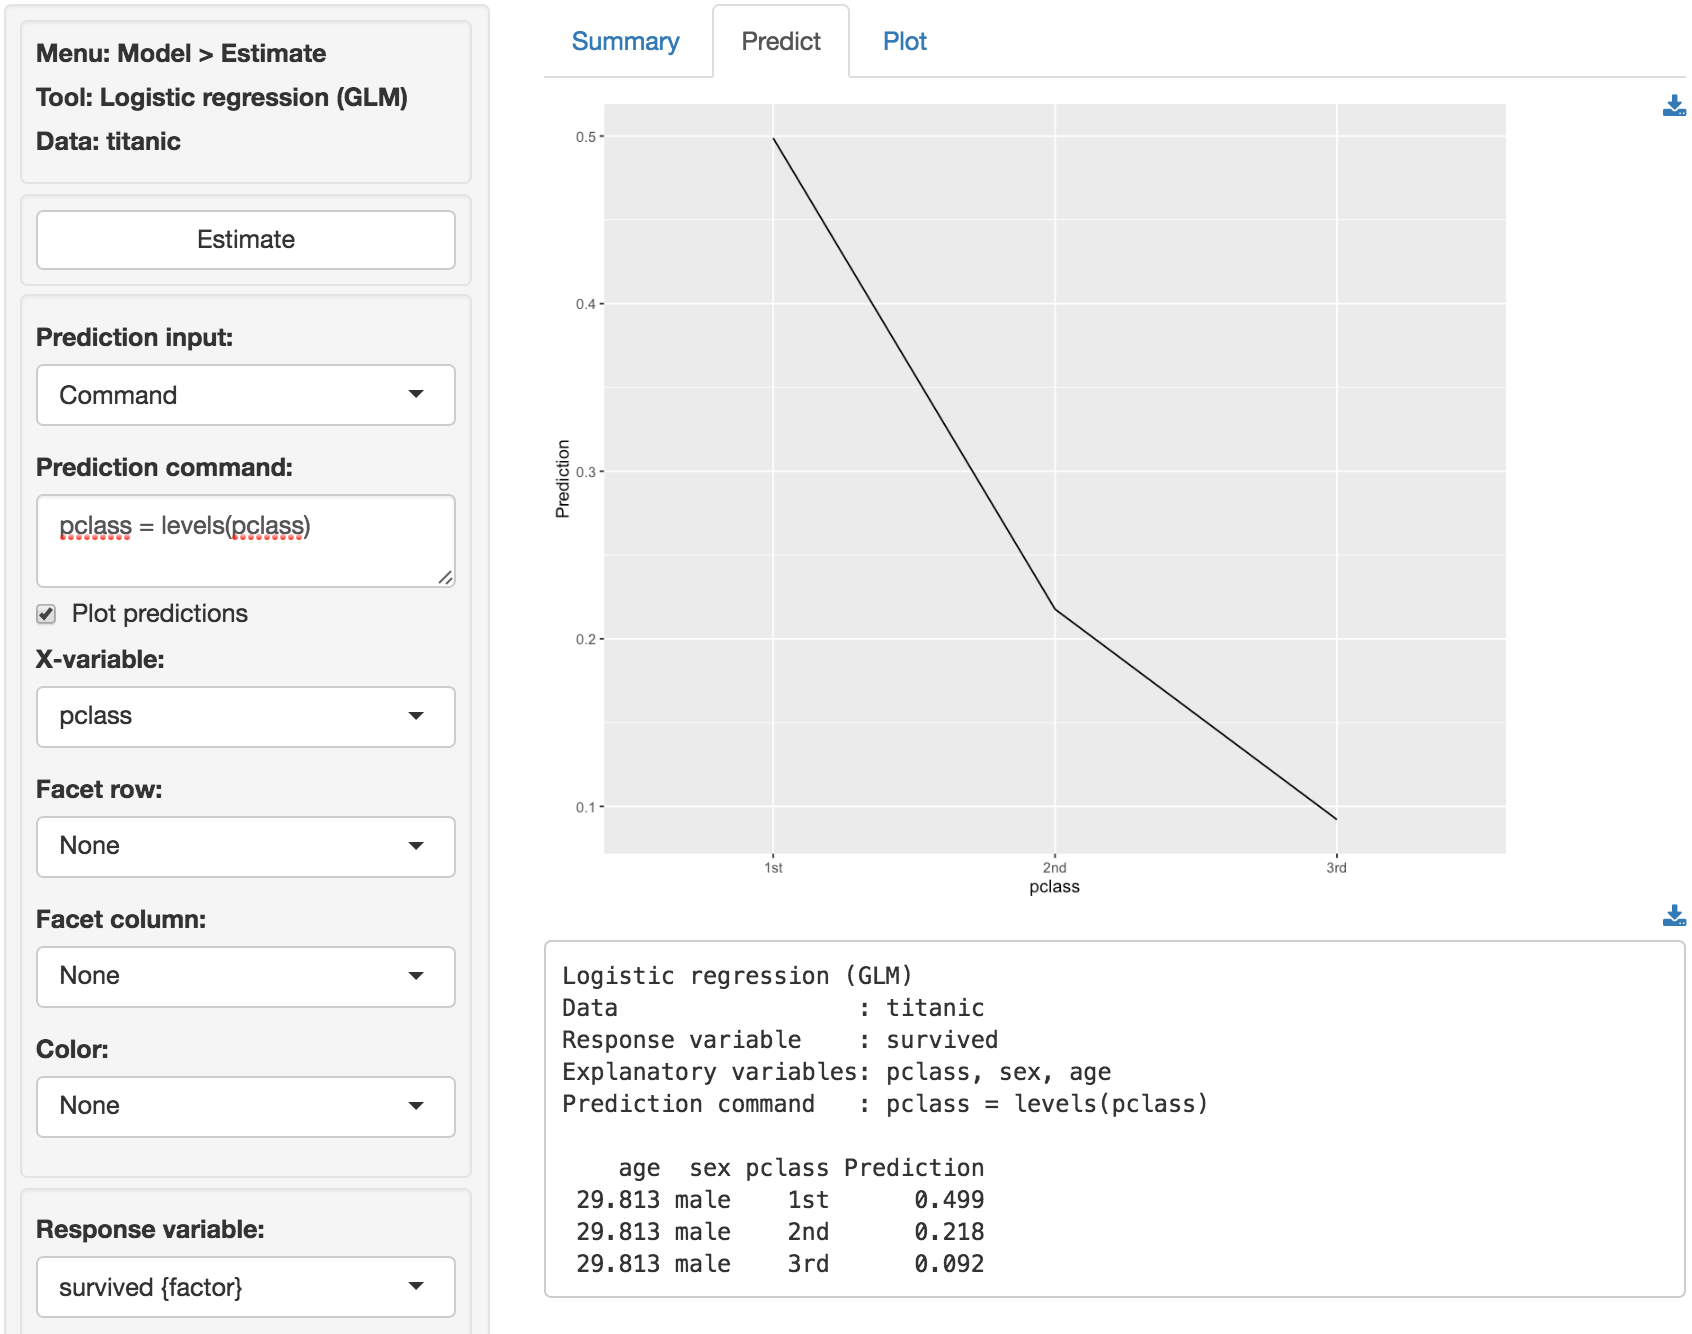 Menu: Model > Estimate
Tool: Logistic regression (GLM)
Data: titanic
Estimate
Prediction input:
Command
Prediction command:
pclass = levels(pclass)
Plot predictions
X-variable:
pclass
Facet row:
None
Facet column:
None
Color:
None
Response variable:
survived {factor}
Summary Predict Plot
Prediction
0.5
0.4
0.3
0.2
0.1
1st 2nd 3rd
pclass
Logistic regression (GLM)
Data                 : titanic
Response variable    : survived
Explanatory variables: pclass, sex, age
Prediction command   : pclass = levels(pclass)
    age  sex pclass Prediction
 29.813 male    1st      0.499
 29.813 male    2nd      0.218
 29.813 male    3rd      0.092